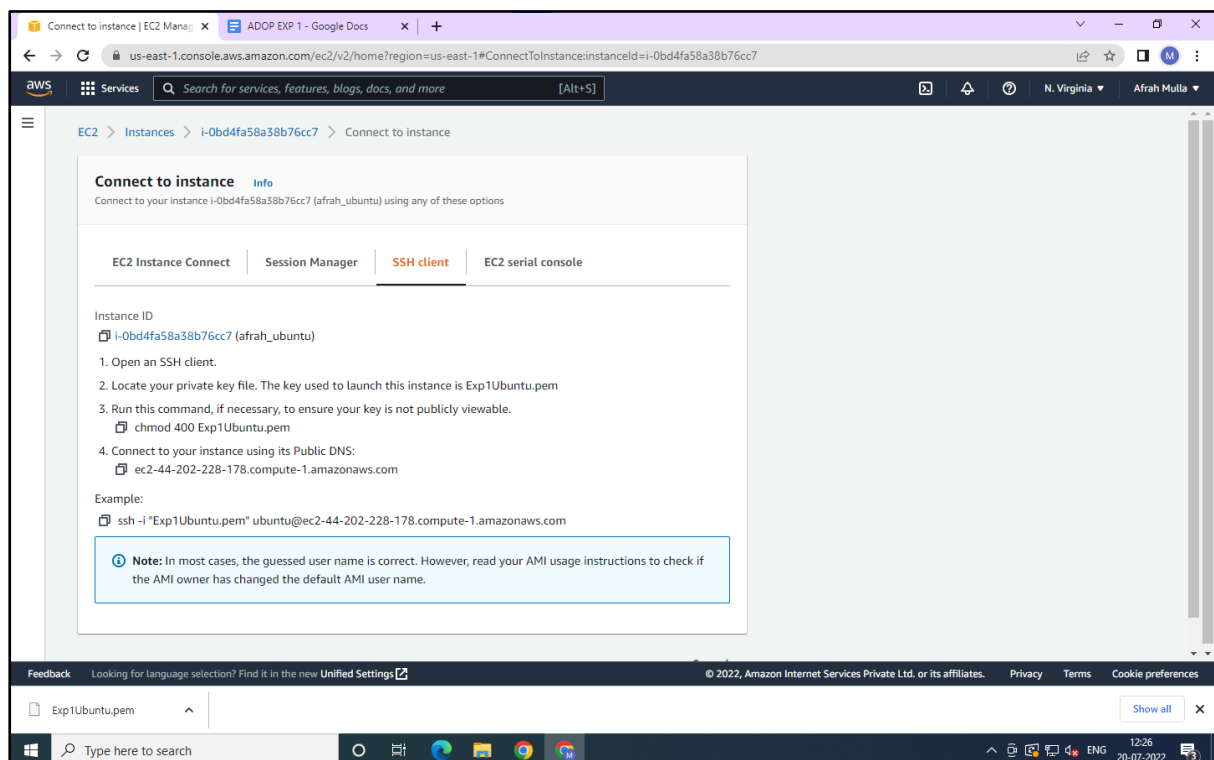 Connect to instance | EC2 Manag
ADOP EXP 1 - Google Docs
us-east-1.console.aws.amazon.com/ec2/v2/home?region=us-east-1#ConnectToInstance:instanceId=i-0bd4fa58a38b76cc7
M
aws
Services
Search for services, features, blogs, docs, and more
[Alt+S]
N. Virginia
Afrah Mulla
EC2 > Instances > i-0bd4fa58a38b76cc7 > Connect to instance
Connect to instance Info
Connect to your instance i-0bd4fa58a38b76cc7 (afrah_ubuntu) using any of these options
EC2 Instance Connect
Session Manager
SSH client
EC2 serial console
Instance ID
i-0bd4fa58a38b76cc7 (afrah_ubuntu)
1. Open an SSH client.
2. Locate your private key file. The key used to launch this instance is Exp1Ubuntu.pem
3. Run this command, if necessary, to ensure your key is not publicly viewable.
chmod 400 Exp1Ubuntu.pem
4. Connect to your instance using its Public DNS:
ec2-44-202-228-178.compute-1.amazonaws.com
Example:
ssh -i "Exp1Ubuntu.pem" ubuntu@ec2-44-202-228-178.compute-1.amazonaws.com
Note: In most cases, the guessed user name is correct. However, read your AMI usage instructions to check if
the AMI owner has changed the default AMI user name.
Feedback
Looking for language selection? Find it in the new Unified Settings
© 2022, Amazon Internet Services Private Ltd. or its affiliates.
Privacy
Terms
Cookie preferences
Exp1Ubuntu.pem
Show all
Type here to search
ENG
12:26
20-07-2022
3